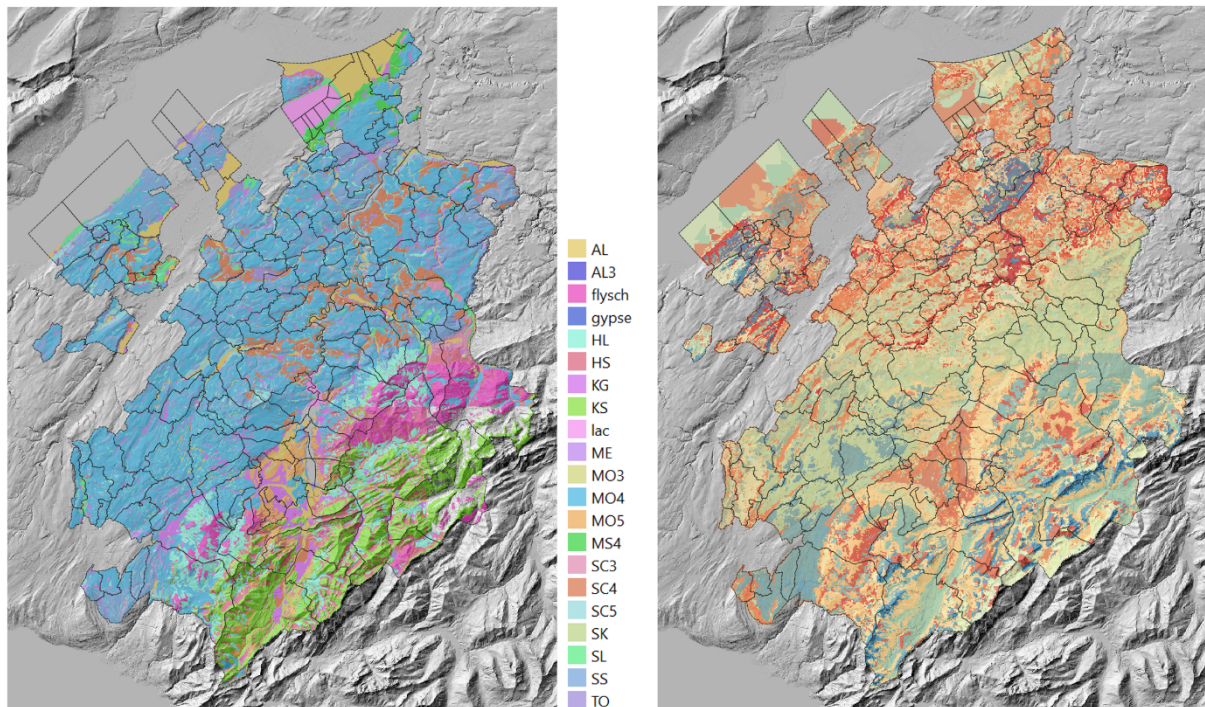 AL
AL3
flysch
gypse
HL
HS
KG
KS
lac
ME
MO3
MO4
MO5
MS4
SC3
SC4
SC5
SK
SL
SS
TO